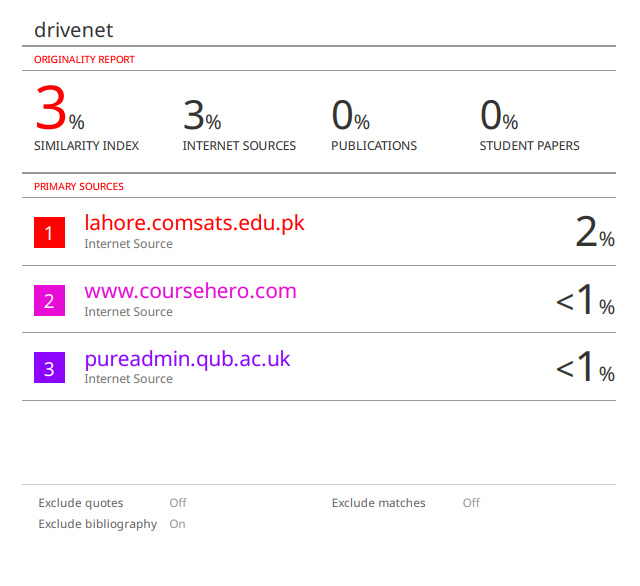 drivenet
ORIGINALITY REPORT
3% 3% 0% 0%
SIMILARITY INDEX INTERNET SOURCES PUBLICATIONS STUDENT PAPERS
PRIMARY SOURCES
1 lahore.comsats.edu.pk 2%
Internet Source
2 www.coursehero.com <1%
Internet Source
3 pureadmin.qub.ac.uk <1%
Internet Source
Exclude quotes Off Exclude matches Off
Exclude bibliography On